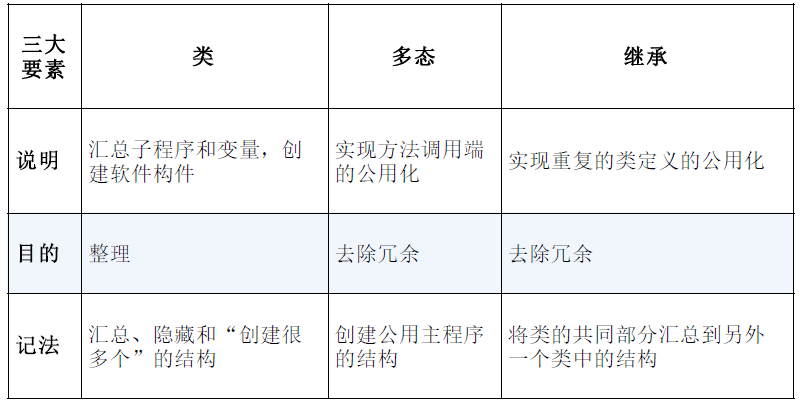 三大
要素
类
多态
继承
说明
汇总子程序和变量，创
建软件构件
实现方法调用端
的公用化
实现重复的类定义的公用化
目的
整理
去除冗余
去除冗余
记法
汇总、隐藏和“创建很
多个”的结构
创建公用主程序
的结构
将类的共同部分汇总到另外
一个类中的结构